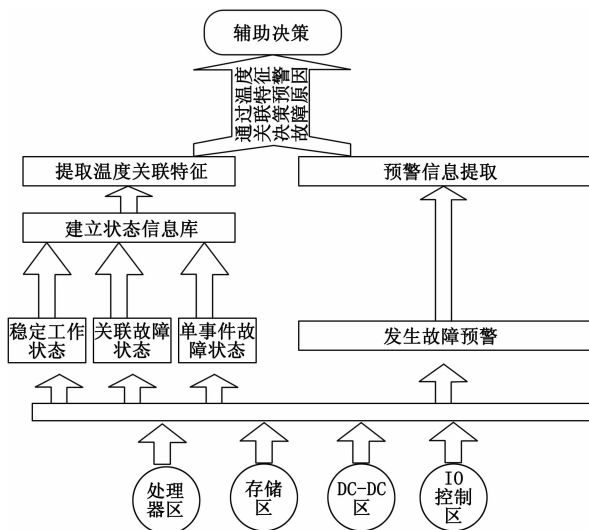 辅助决策
通过温度
关联特征
决策预警
故障原因
提取温度关联特征
预警信息提取
建立状态信息库
稳定工作
状态
关联故障
状态
单事件故
障状态
发生故障预警
处理
器区
存储
区
DC-DC
区
IO
控制
区